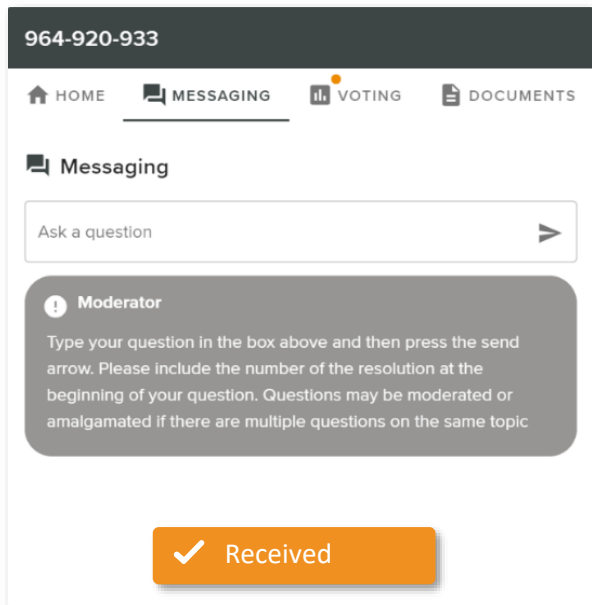 964-920-933
HOME MESSAGING VOTING DOCUMENTS
Messaging
Ask a question
Moderator
Type your question in the box above and then press the send
arrow. Please include the number of the resolution at the
beginning of your question. Questions may be moderated or
amalgamated if there are multiple questions on the same topic
Received